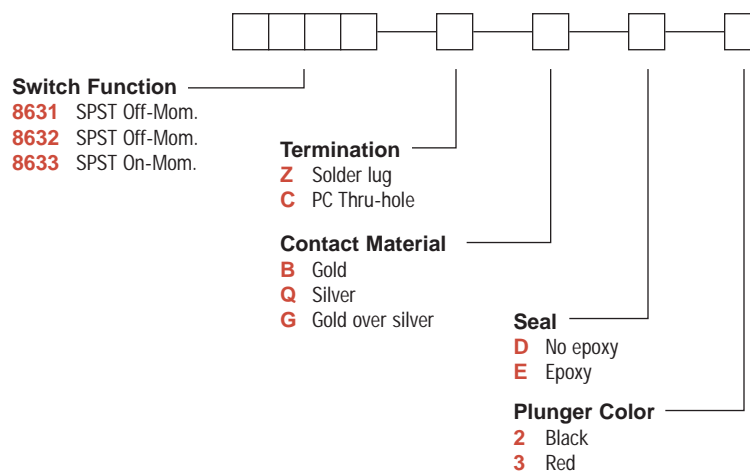 Switch Function
8631 SPST Off-Mom.
8632 SPST Off-Mom.
8633 SPST On-Mom.
Termination
Z Solder lug
C PC Thru-hole
Contact Material
B Gold
Q Silver
G Gold over silver
Seal
D No epoxy
E Epoxy
Plunger Color
2 Black
3 Red